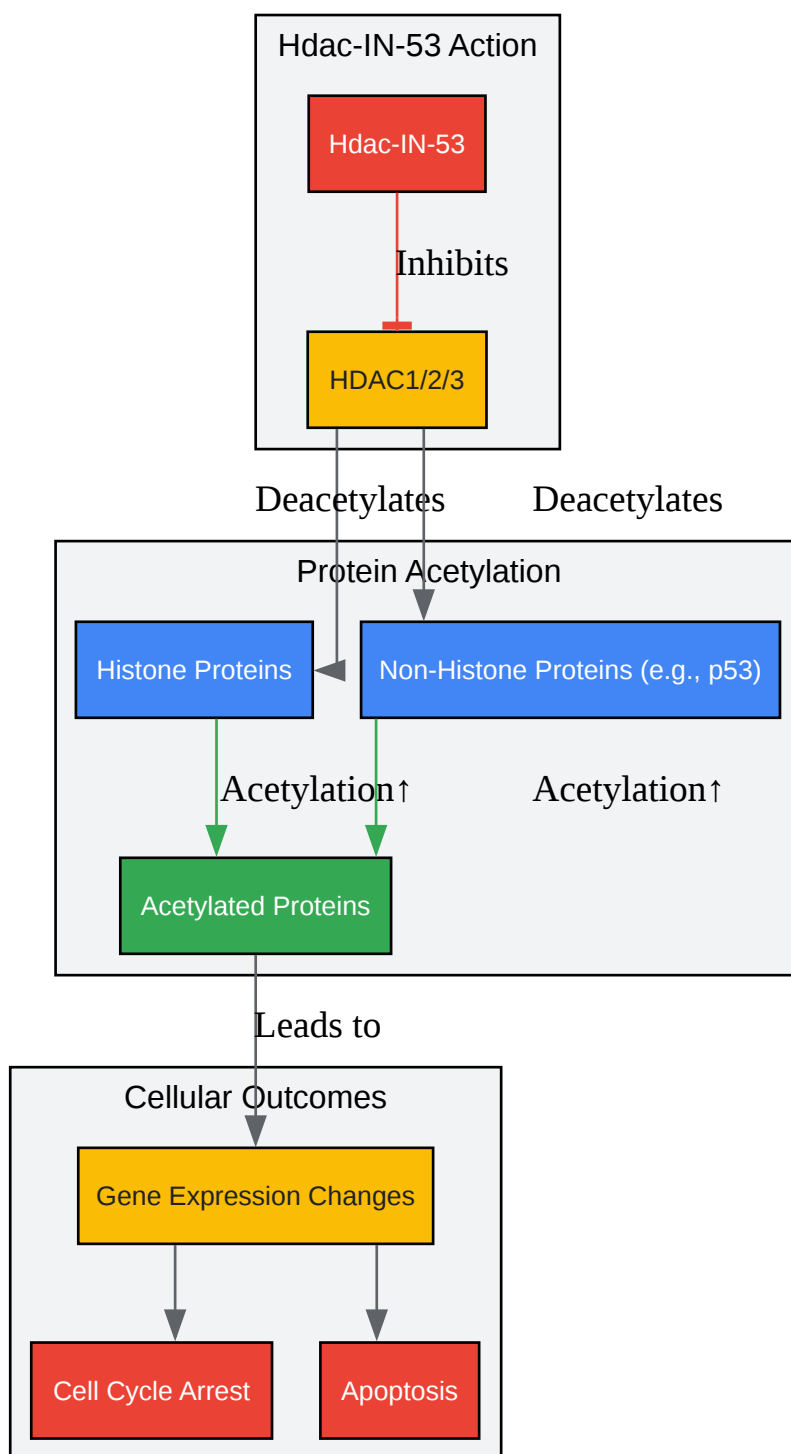 Hdac-IN-53 Action
Hdac-IN-53
Inhibits
HDAC1/2/3
Deacetylates
Deacetylates
Protein Acetylation
Histone Proteins
Non-Histone Proteins (e.g., p53)
Acetylation↑
Acetylation↑
Acetylated Proteins
Leads to
Cellular Outcomes
Gene Expression Changes
Cell Cycle Arrest
Apoptosis